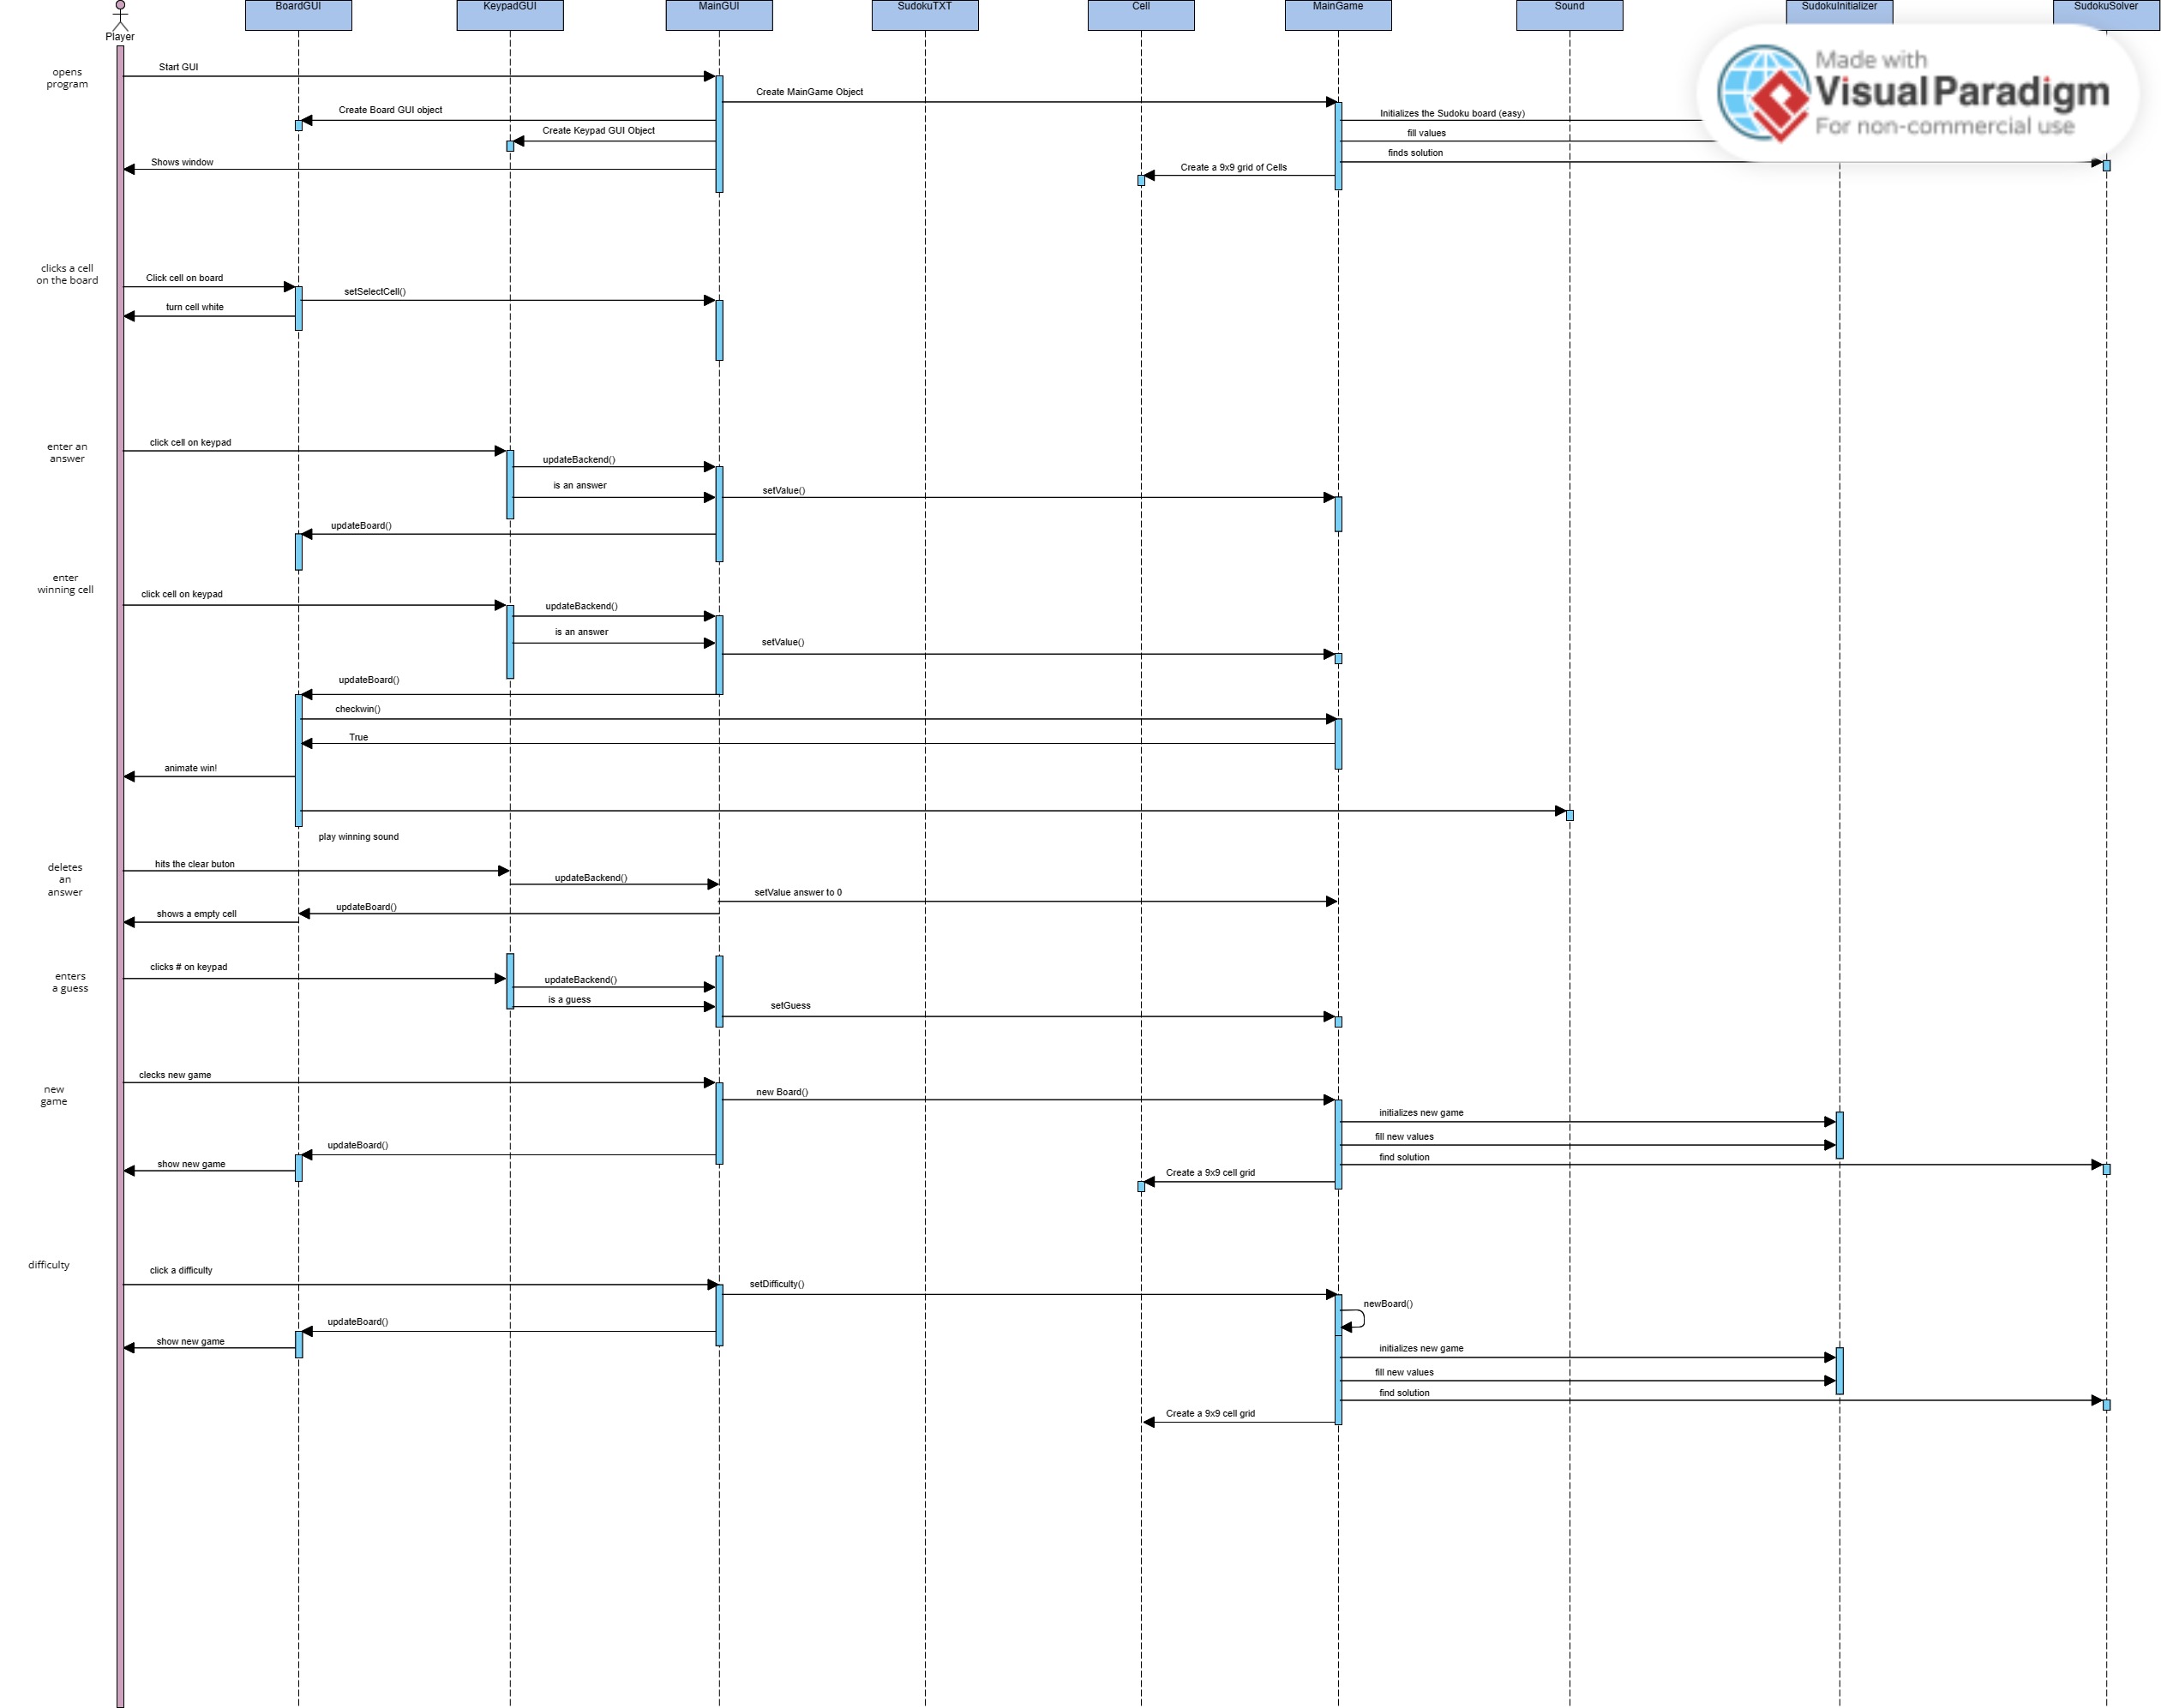 BoardGUI
KeypadGUI
MainGUI
SudokuTXT
Cell
MainGame
Sound
SudokuInitializer
SudokuSolver
Player
Made with
Visual Paradigm
For non-commercial use
opens
program
Start GUI
Create MainGame Object
Create Board GUI object
Initializes the Sudoku board (easy)
Create Keypad GUI Object
fill values
Shows window
finds solution
Create a 9x9 grid of Cells
clicks a cell
on the board
Click cell on board
setSelectCell()
turn cell white
enter an
answer
click cell on keypad
updateBackend()
is an answer
setValue()
updateBoard()
enter
winning cell
click cell on keypad
updateBackend()
is an answer
setValue()
updateBoard()
checkwin()
True
animate win!
play winning sound
deletes
an
answer
hits the clear buton
updateBackend()
setValue answer to 0
updateBoard()
shows a empty cell
enters
a guess
clicks # on keypad
updateBackend()
is a guess
setGuess
new
game
clecks new game
new Board()
initializes new game
fill new values
updateBoard()
find solution
show new game
Create a 9x9 cell grid
difficulty
click a difficulty
setDifficulty()
newBoard()
updateBoard()
show new game
initializes new game
fill new values
find solution
Create a 9x9 cell grid